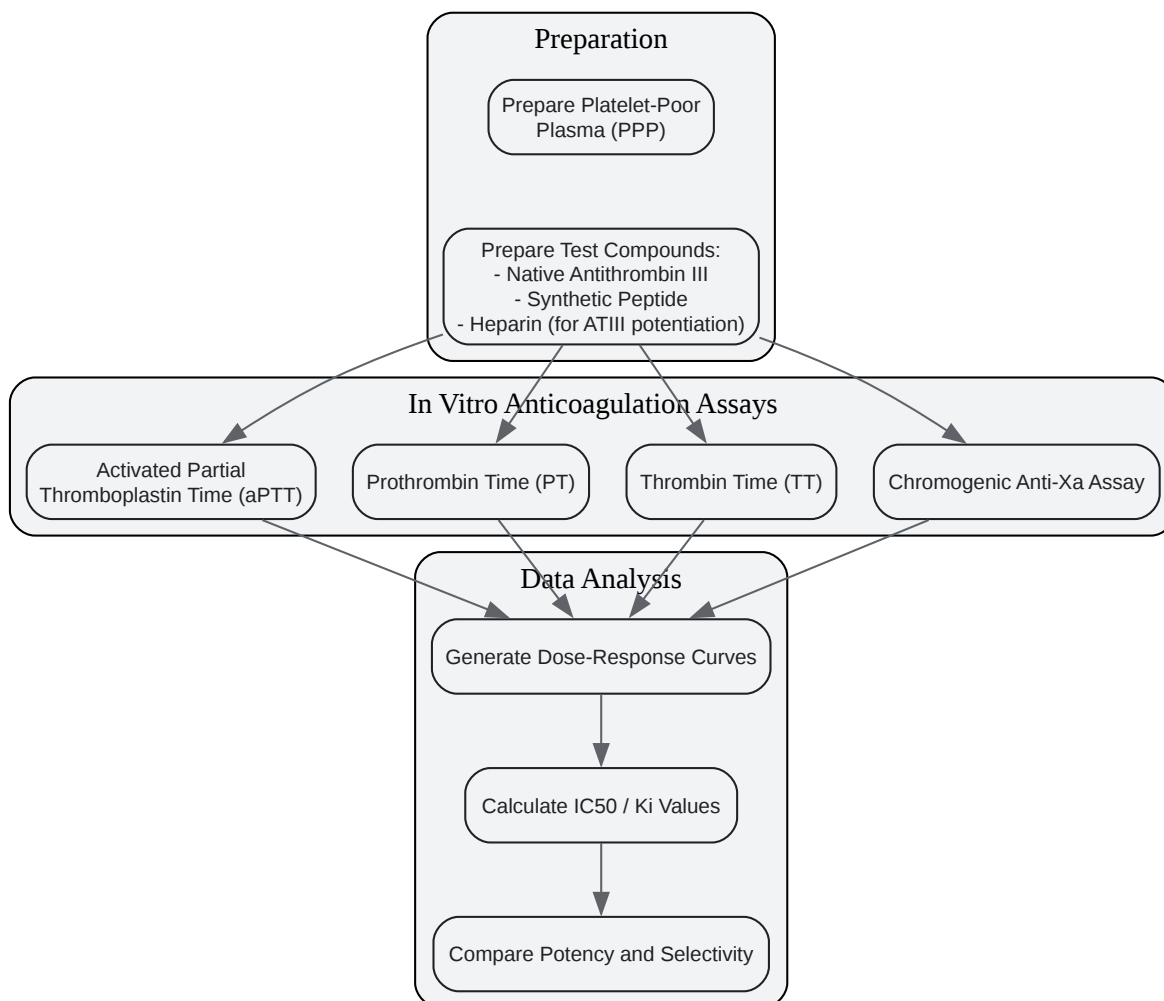 Preparation
Prepare Platelet-Poor
Plasma (PPP)
Prepare Test Compounds:
- Native Antithrombin III
- Synthetic Peptide
- Heparin (for ATIII potentiation)
In Vitro Anticoagulation Assays
Activated Partial
Thromboplastin Time (aPTT)
Prothrombin Time (PT)
Thrombin Time (TT)
Chromogenic Anti-Xa Assay
Data Analysis
Generate Dose-Response Curves
Calculate IC50 / Ki Values
Compare Potency and Selectivity